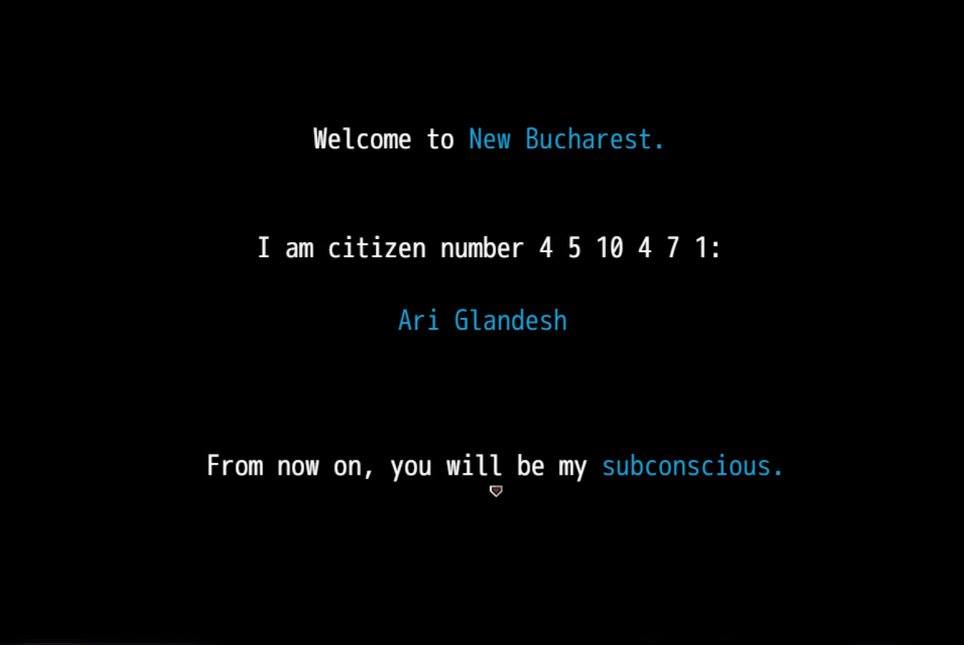 Welcome to New Bucharest.
I am citizen number 4 5 10 4 7 1:
Ari Glandesh
From now on, you will be my subconscious.